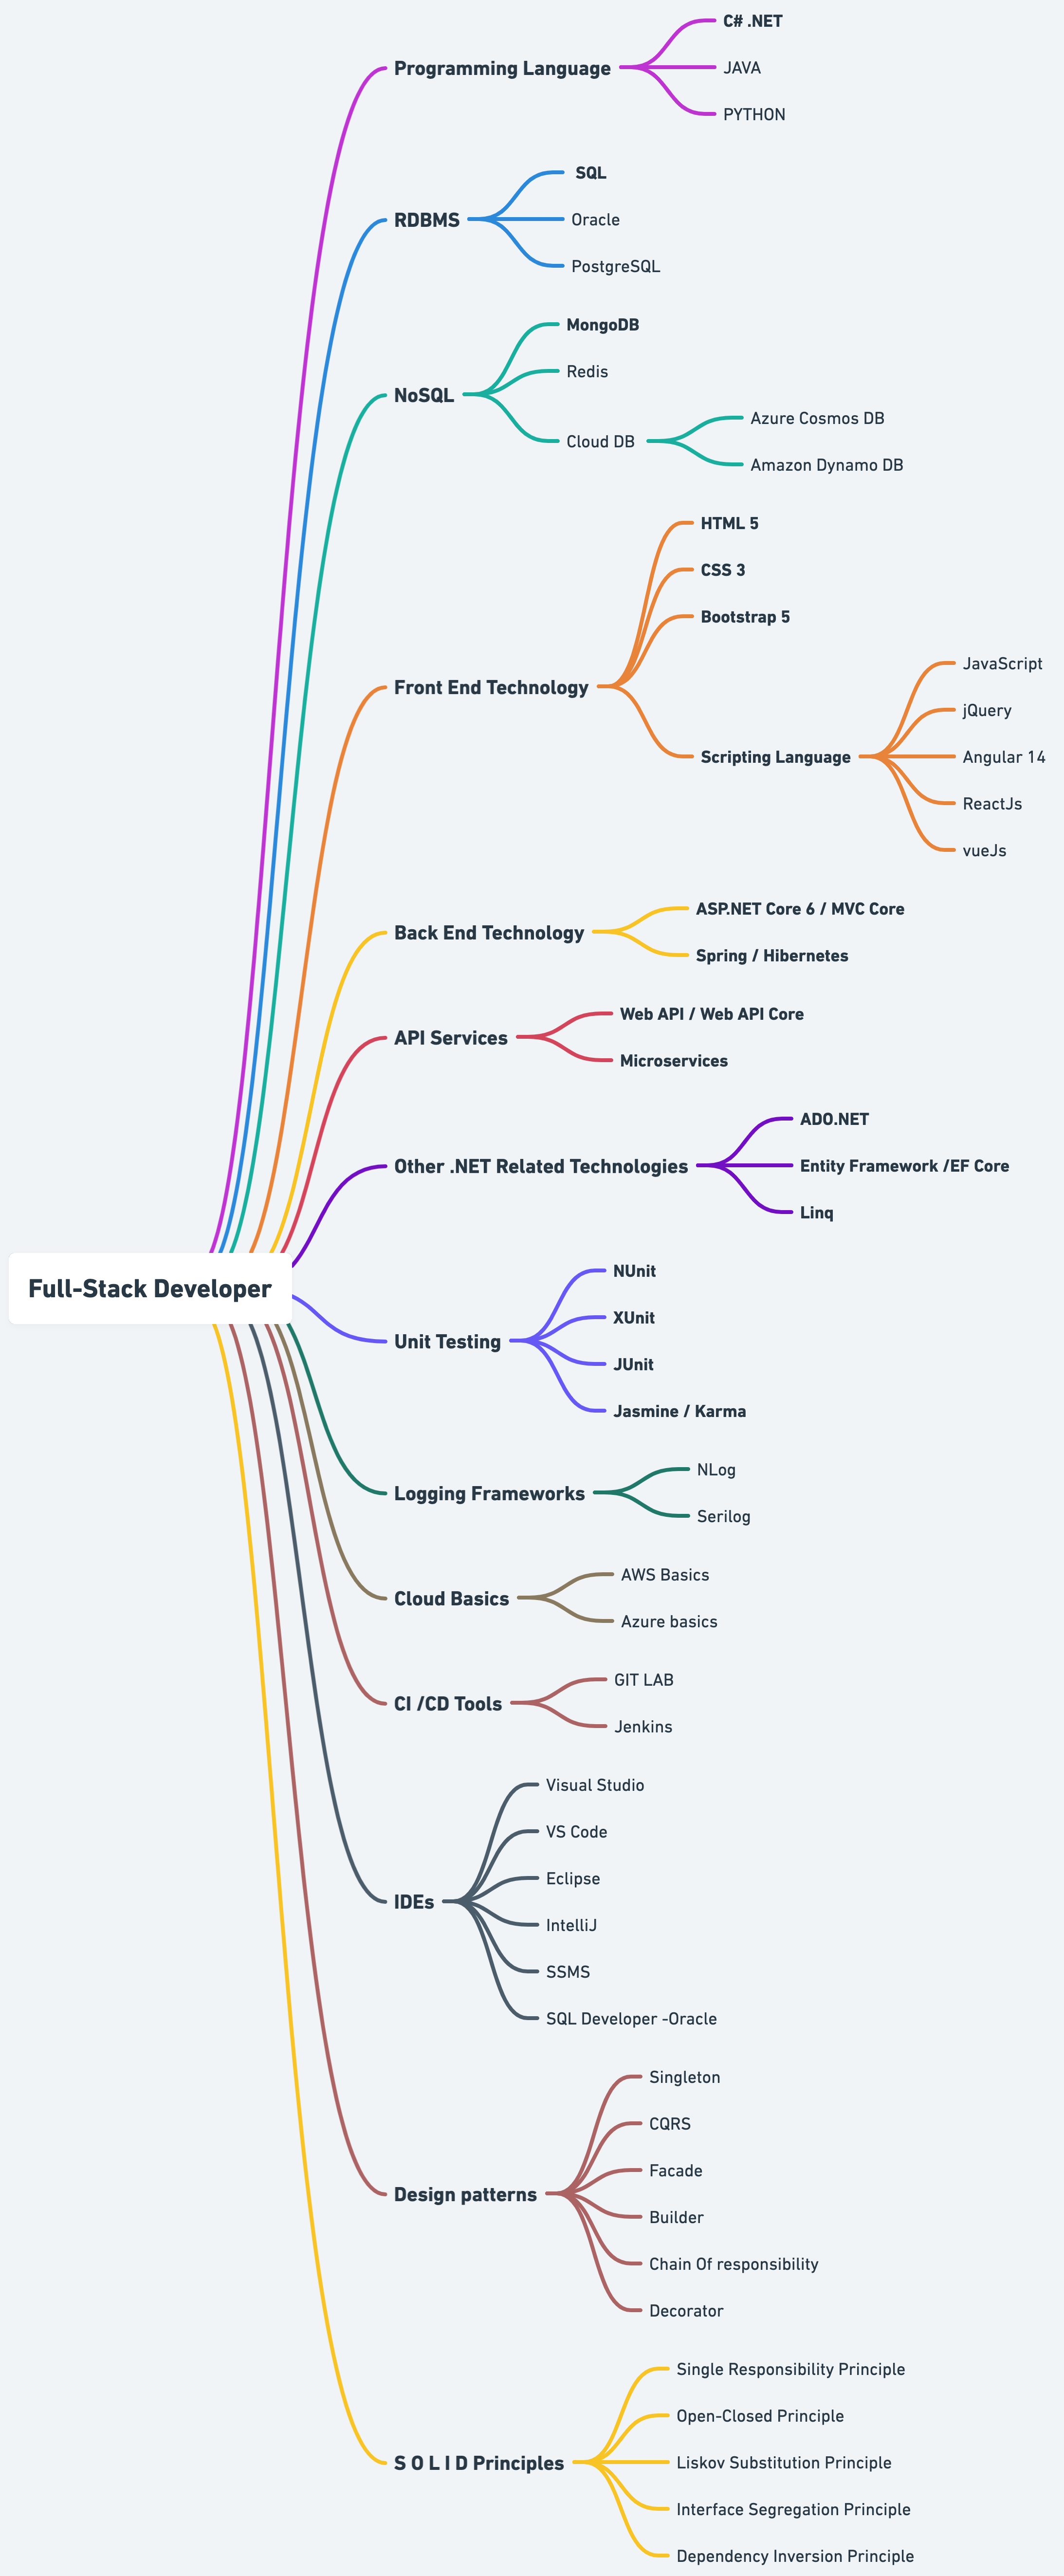 Programming Language
C# .NET
JAVA
PYTHON
RDBMS
SQL
Oracle
PostgreSQL
NoSQL
MongoDB
Redis
Cloud DB
Azure Cosmos DB
Amazon Dynamo DB
Front End Technology
HTML 5
CSS 3
Bootstrap 5
Scripting Language
JavaScript
jQuery
Angular 14
ReactJs
vueJs
Back End Technology
ASP.NET Core 6 / MVC Core
Spring / Hibernetes
API Services
Web API / Web API Core
Microservices
Other .NET Related Technologies
ADO.NET
Entity Framework /EF Core
Linq
Full-Stack Developer
Unit Testing
NUnit
XUnit
JUnit
Jasmine / Karma
Logging Frameworks
NLog
Serilog
Cloud Basics
AWS Basics
Azure basics
CI /CD Tools
GIT LAB
Jenkins
IDEs
Visual Studio
VS Code
Eclipse
IntelliJ
SSMS
SQL Developer -Oracle
Design patterns
Singleton
CQRS
Facade
Builder
Chain Of responsibility
Decorator
S O L I D Principles
Single Responsibility Principle
Open-Closed Principle
Liskov Substitution Principle
Interface Segregation Principle
Dependency Inversion Principle